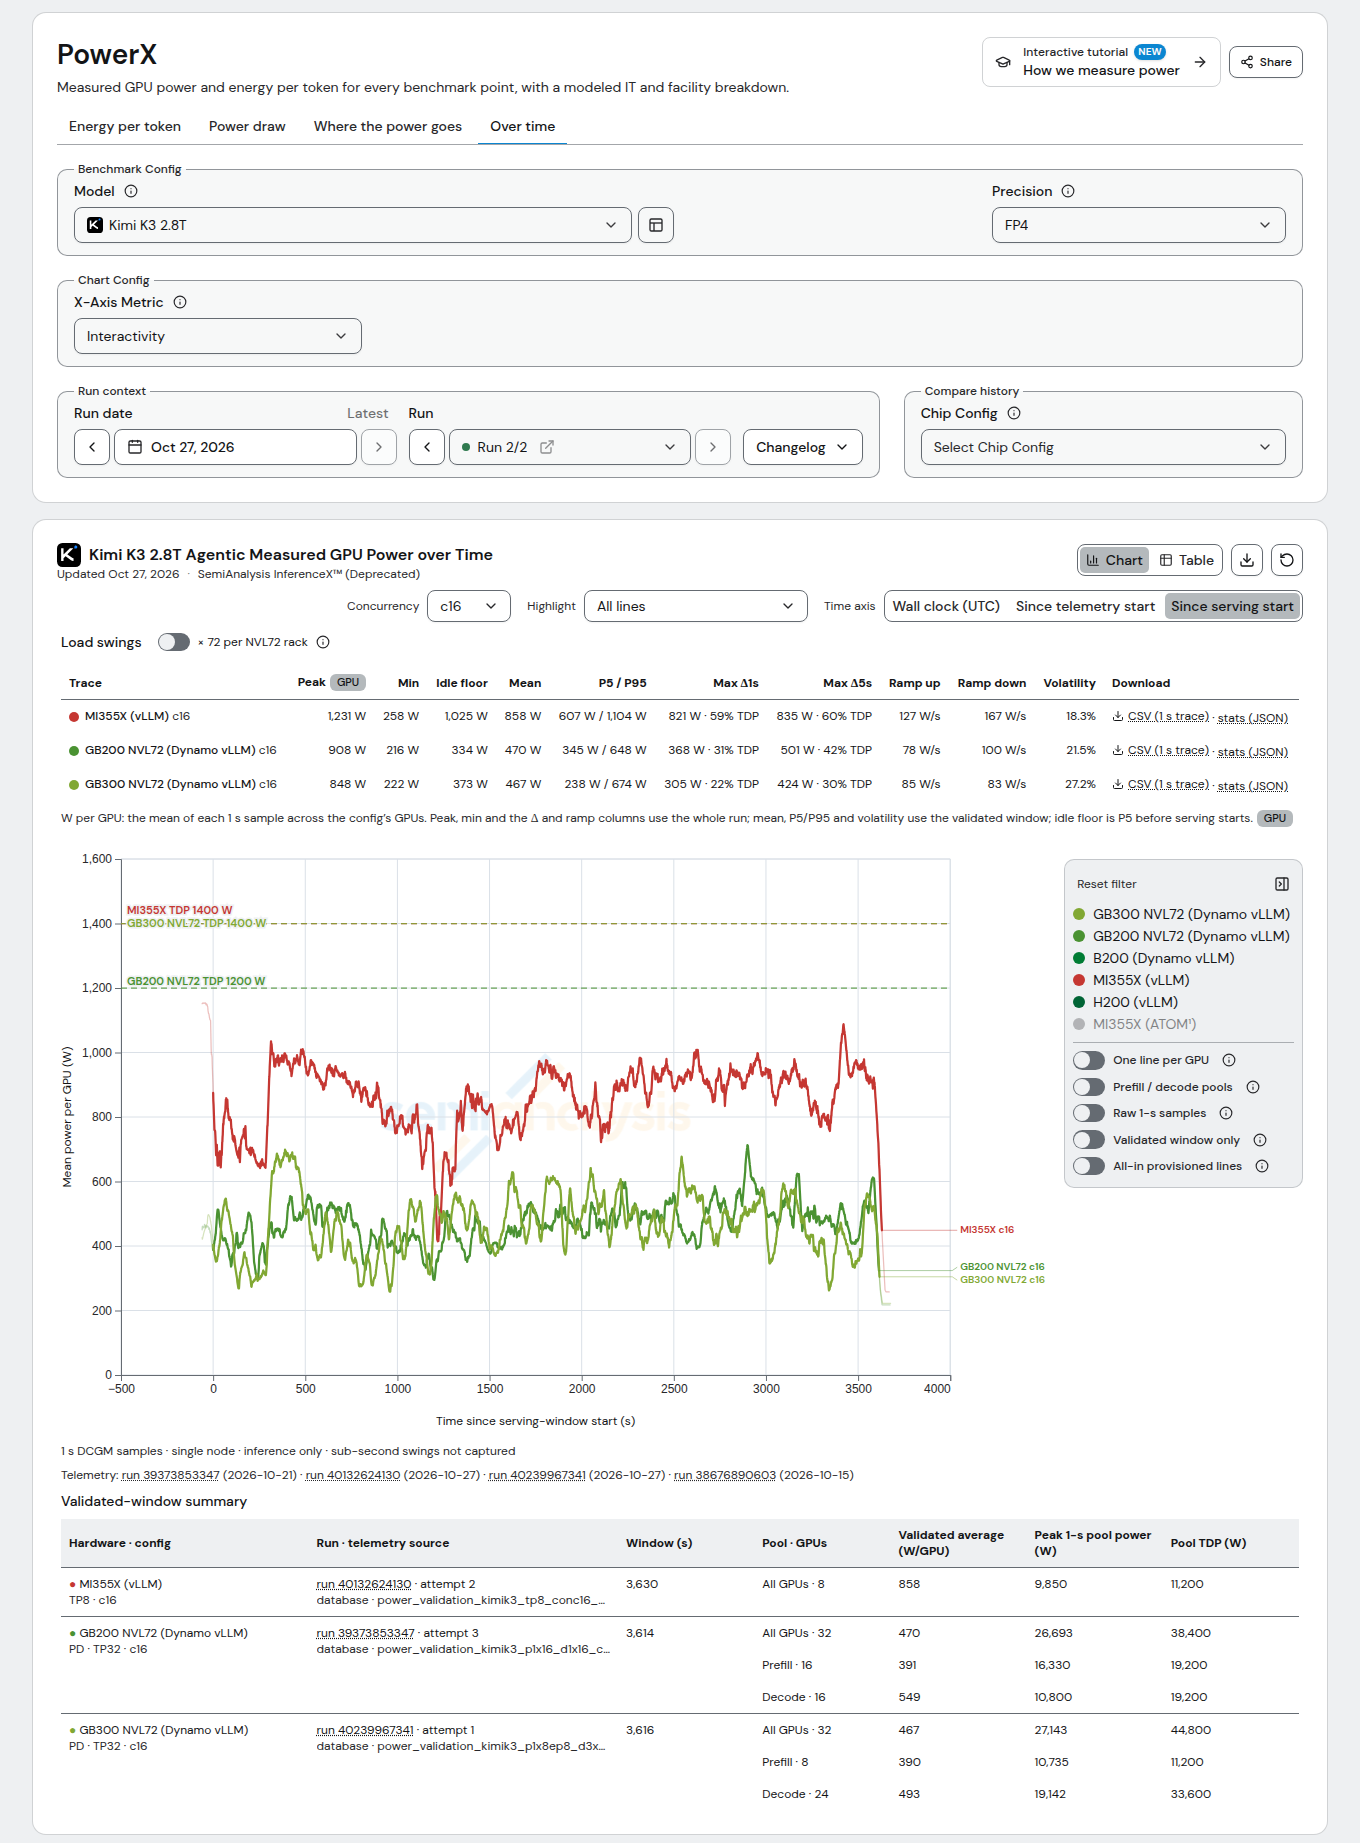 PowerX
Measured GPU power and energy per token for every benchmark point, with a modeled IT and facility breakdown.
Interactive tutorial NEW
How we measure power
Share
Energy per token
Power draw
Where the power goes
Over time
Benchmark Config
Model
Precision
Kimi K3 2.8T
FP4
Chart Config
X-Axis Metric
Interactivity
Run context
Compare history
Run date
Latest
Run
Chip Config
Oct 27, 2026
Run 2/2
Changelog
Select Chip Config
Kimi K3 2.8T Agentic Measured GPU Power over Time
Updated Oct 27, 2026 · SemiAnalysis InferenceX™ (Deprecated)
Chart
Table
Concurrency
c16
Highlight
All lines
Time axis
Wall clock (UTC)
Since telemetry start
Since serving start
Load swings
× 72 per NVL72 rack
Trace Peak GPU Min Idle floor Mean P5 / P95 Max Δ1s Max Δ5s Ramp up Ramp down Volatility Download
MI355X (vLLM) c16 1,231 W 258 W 1,025 W 858 W 607 W / 1,104 W 821 W · 59% TDP 835 W · 60% TDP 127 W/s 167 W/s 18.3% CSV (1 s trace) · stats (JSON)
GB200 NVL72 (Dynamo vLLM) c16 908 W 216 W 334 W 470 W 345 W / 648 W 368 W · 31% TDP 501 W · 42% TDP 78 W/s 100 W/s 21.5% CSV (1 s trace) · stats (JSON)
GB300 NVL72 (Dynamo vLLM) c16 848 W 222 W 373 W 467 W 238 W / 674 W 305 W · 22% TDP 424 W · 30% TDP 85 W/s 83 W/s 27.2% CSV (1 s trace) · stats (JSON)
W per GPU: the mean of each 1 s sample across the config's GPUs. Peak, min and the Δ and ramp columns use the whole run; mean, P5/P95 and volatility use the validated window; idle floor is P5 before serving starts. GPU
1,600
1,400
1,200
1,000
800
600
400
200
0
Mean power per GPU (W)
MI355X TDP 1400 W
GB300 NVL72 TDP 1400 W
GB200 NVL72 TDP 1200 W
semianalysis
MI355X c16
GB200 NVL72 c16
GB300 NVL72 c16
−500 0 500 1000 1500 2000 2500 3000 3500 4000
Time since serving-window start (s)
Reset filter
GB300 NVL72 (Dynamo vLLM)
GB200 NVL72 (Dynamo vLLM)
B200 (Dynamo vLLM)
MI355X (vLLM)
H200 (vLLM)
MI355X (ATOM¹)
One line per GPU
Prefill / decode pools
Raw 1-s samples
Validated window only
All-in provisioned lines
1 s DCGM samples · single node · inference only · sub-second swings not captured
Telemetry: run 39373853347 (2026-10-21) · run 40132624130 (2026-10-27) · run 40239967341 (2026-10-27) · run 38676890603 (2026-10-15)
Validated-window summary
Hardware · config Run · telemetry source Window (s) Pool · GPUs Validated average (W/GPU) Peak 1-s pool power (W) Pool TDP (W)
MI355X (vLLM) run 40132624130 · attempt 2 3,630 All GPUs · 8 858 9,850 11,200
TP8 · c16 database · power_validation_kimik3_tp8_conc16_...
GB200 NVL72 (Dynamo vLLM) run 39373853347 · attempt 3 3,614 All GPUs · 32 470 26,693 38,400
PD · TP32 · c16 database · power_validation_kimik3_p1x16_d1x16_c...
Prefill · 16 391 16,330 19,200
Decode · 16 549 10,800 19,200
GB300 NVL72 (Dynamo vLLM) run 40239967341 · attempt 1 3,616 All GPUs · 32 467 27,143 44,800
PD · TP32 · c16 database · power_validation_kimik3_p1x8ep8_d3x...
Prefill · 8 390 10,735 11,200
Decode · 24 493 19,142 33,600